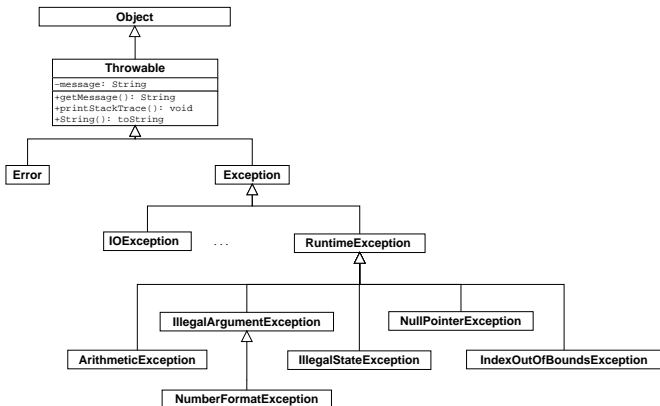 Object
Throwable
-message: String
+getMessage(): String
+printStackTrace(): void
+String(): toString
Error
Exception
IOException
...
RuntimeException
IllegalArgumentException
NullPointerException
ArithmeticException
IllegalStateException
IndexOutOfBoundsException
NumberFormatException